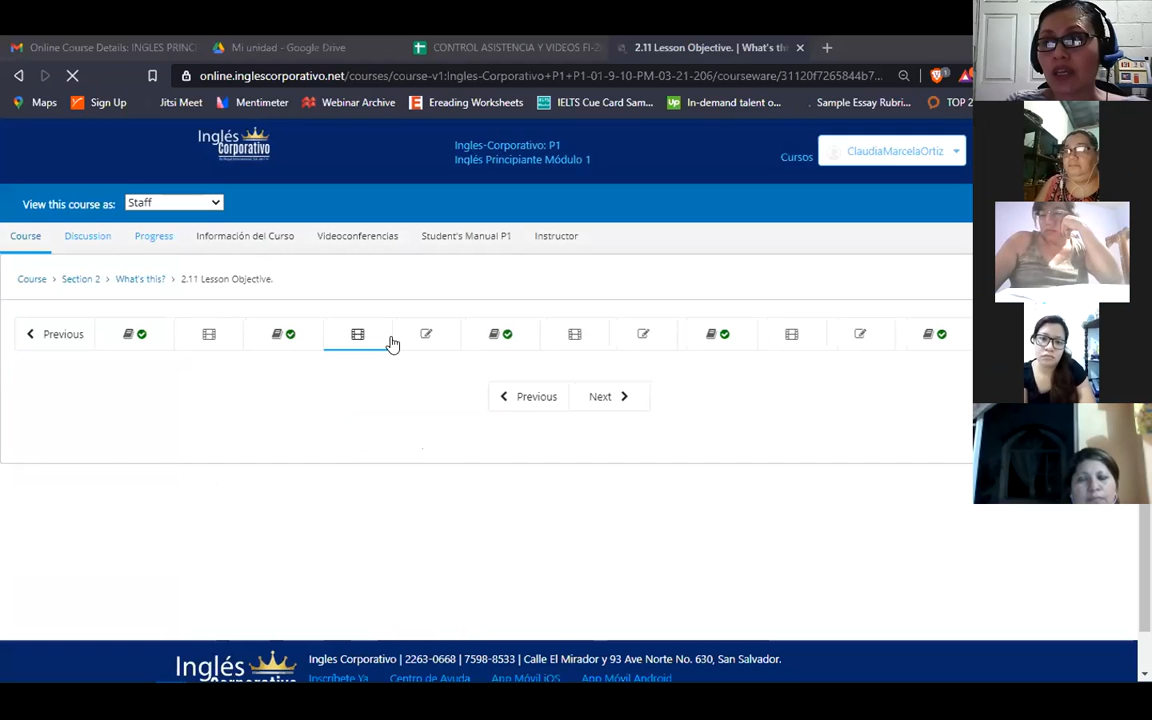 Online Course Details: INGLES PRINC
Mi unidad - Google Drive
CONTROL ASISTENCIA Y VIDEOS FI-2
2.11 Lesson Objective. | What's thi
online.inglescorporativo.net/courses/course-v1:Ingles-Corporativo+P1+P1-01-9-10-PM-03-21-206/courseware/31120f7265844b7...
Maps
Sign Up
Jitsi Meet
Mentimeter
Webinar Archive
Ereading Worksheets
IELTS Cue Card Sam...
In-demand talent o...
Sample Essay Rubri...
TOP 2
Inglés
Corporativo
Ingles-Corporativo: P1
Inglés Principiante Módulo 1
Cursos
ClaudiaMarcelaOrtiz
View this course as:
Staff
Course
Discussion
Progress
Información del Curso
Videoconferencias
Student's Manual P1
Instructor
Course > Section 2 > What's this? > 2.11 Lesson Objective.
Previous
Previous
Next
Inglés
Ingles Corporativo | 2263-0668 | 7598-8533 | Calle El Mirador y 93 Ave Norte No. 630, San Salvador.
Inscríbete Ya
Centro de Ayuda
App Móvil iOS
App Móvil Android